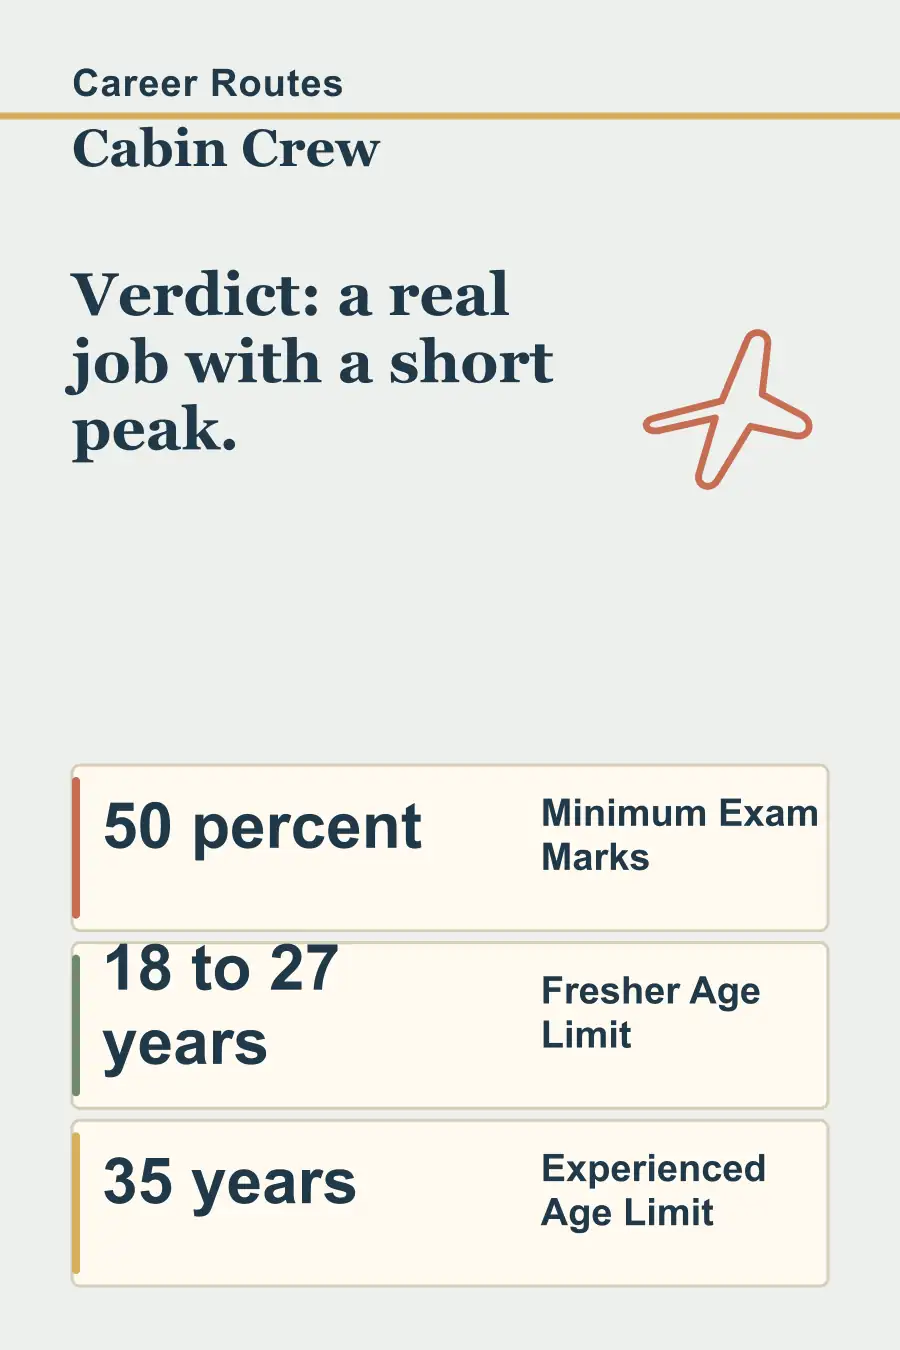 Career Routes
Cabin Crew
Verdict: a real
job with a short
peak.
50 percent
Minimum Exam
Marks
18 to 27
years
Fresher Age
Limit
35 years
Experienced
Age Limit